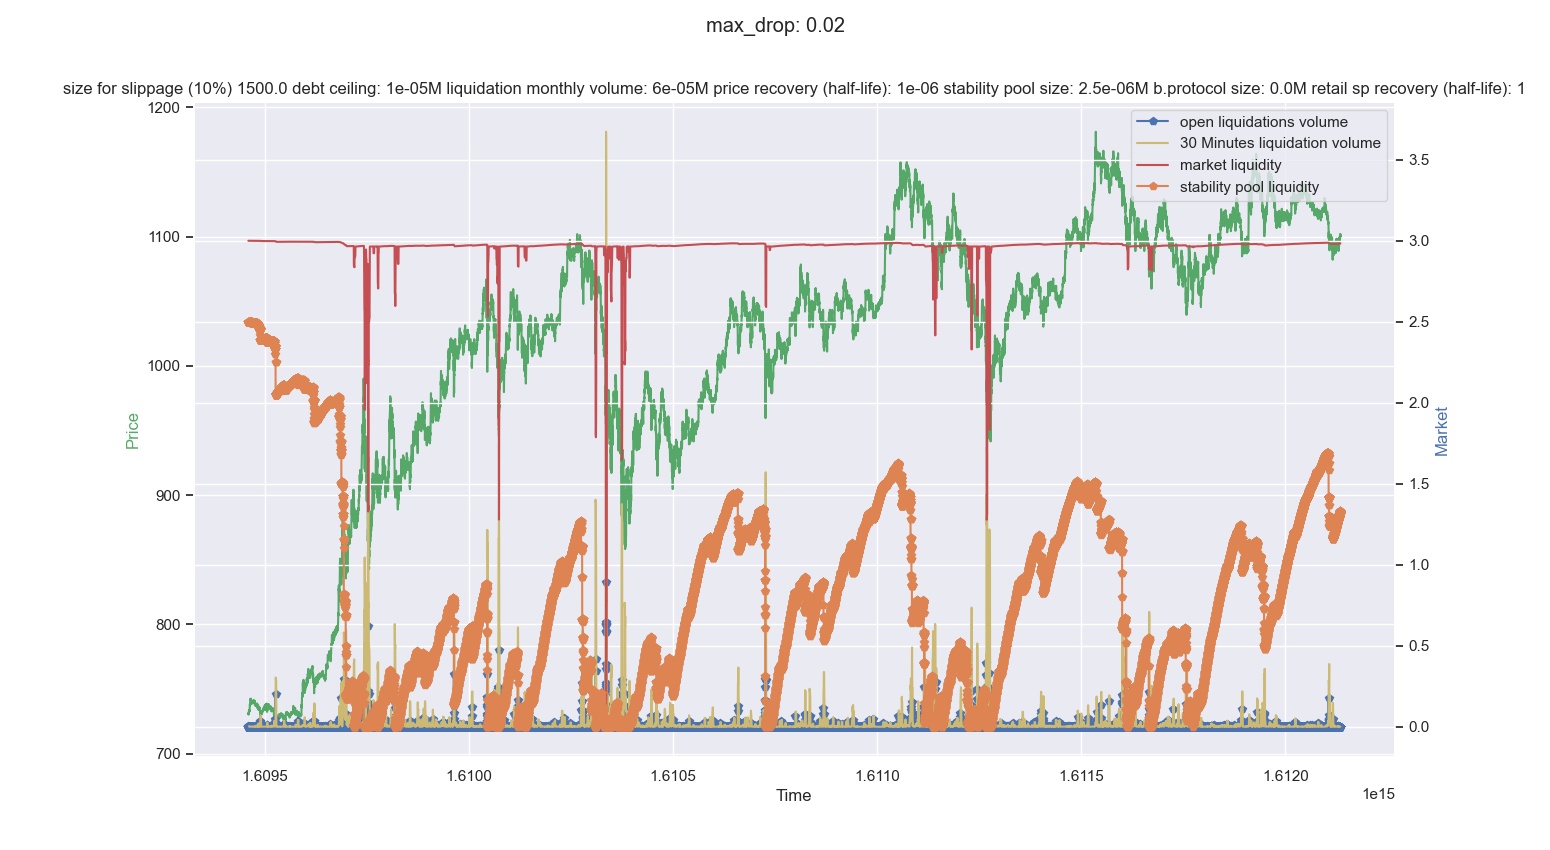 max_drop: 0.02
size for slippage (10%) 1500.0 debt ceiling: 1e-05M liquidation monthly volume: 6e-05M price recovery (half-life): 1e-06 stability pool size: 2.5e-06M b.protocol size: 0.0M retail sp recovery (half-life): 1
open liquidations volume
30 Minutes liquidation volume
market liquidity
stability pool liquidity
1200
1100
1000
900
800
700
Price
3.5
3.0
2.5
2.0
1.5
1.0
0.5
0.0
Market
1.6095 1.6100 1.6105 1.6110 1.6115 1.6120
1e15
Time